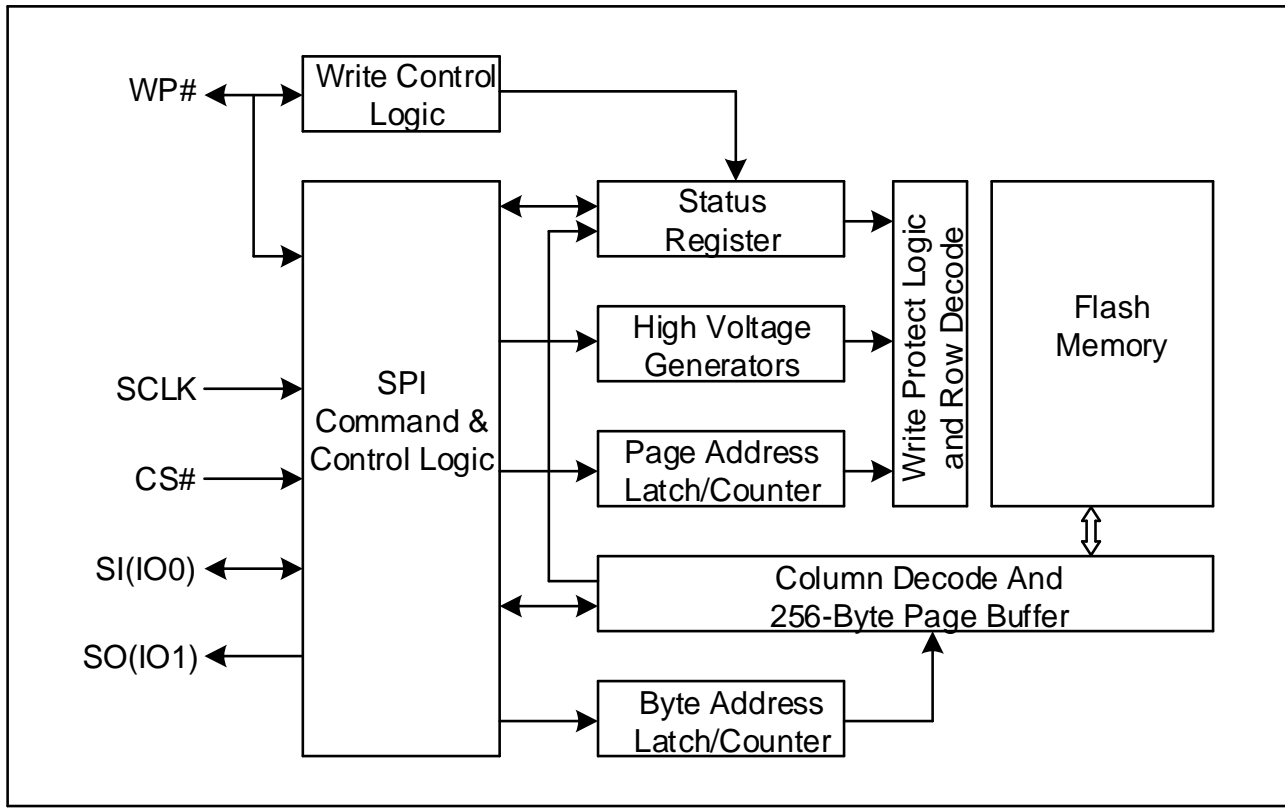 WP#
Write Control
Logic
Status
Register
High Voltage
Generators
Page Address
Latch/Counter
Write Protect Logic
and Row Decode
Flash
Memory
SCLK
CS#
SI(IO0)
SO(IO1)
SPI
Command &
Control Logic
Column Decode And
256-Byte Page Buffer
Byte Address
Latch/Counter